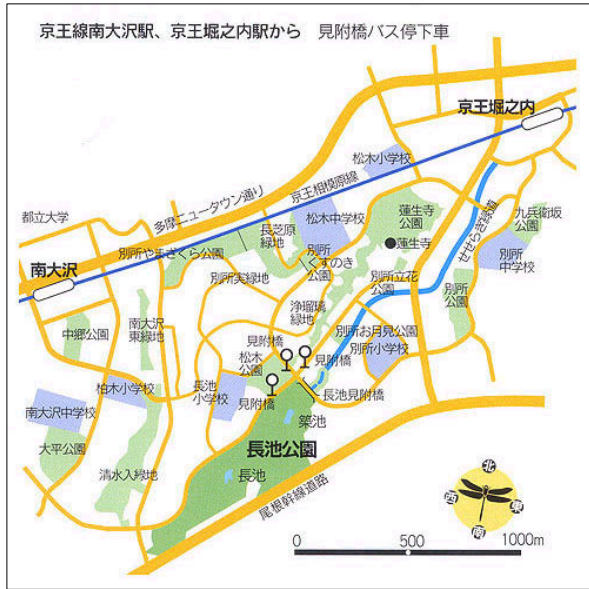 京王線南大沢駅、京王堀之内駅から 見附橋バス停下車
京王堀之内
松木小学校
多摩ニュータウン通り
京王相模原線
都立大学
長芝原
緑地
松木中学校
蓮生寺
公園
せせらぎ緑道
九兵衛坂
公園
別所やまざくら公園
別所
くすのき
公園
蓮生寺
別所
中学校
南大沢
別所実緑地
別所立花
公園
別所
公園
浄瑠璃
緑地
南大沢
東緑地
中郷公園
見附橋
別所お月見公園
松木
公園
見附橋
別所小学校
柏木小学校
長池
小学校
見附橋
長池見附橋
南大沢中学校
築池
長池公園
大平公園
清水入緑地
長池
尾根幹線道路
北
西
東
南
0
500
1000m